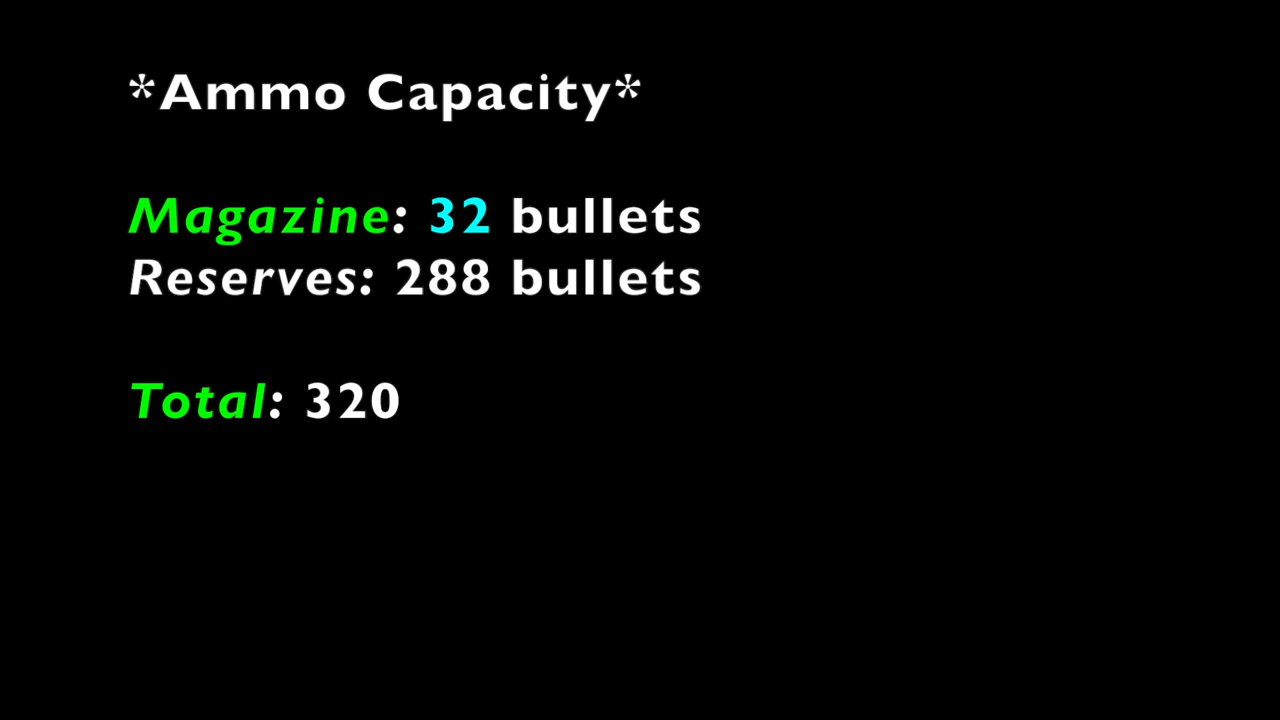 *Ammo Capacity*
Magazine: 32 bullets
Reserves: 288 bullets
Total: 320